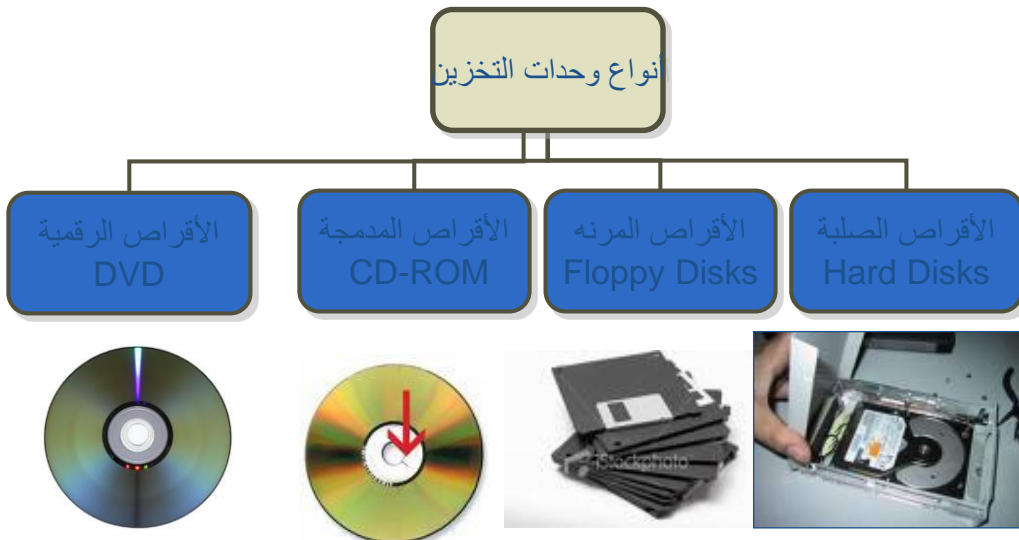 أنواع وحدات التخزين
الأقراص الصلبة
Hard Disks
الأقراص المرنه
Floppy Disks
الأقراص المدمجة
CD-ROM
الأقراص الرقمية
DVD
iStockphoto